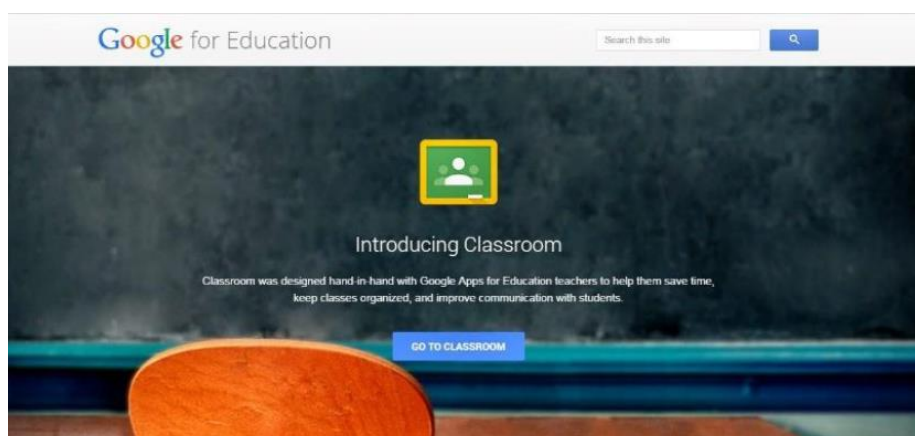 Google for Education
Search this site
Introducing Classroom
Classroom was designed hand-in-hand with Google Apps for Education teachers to help them save time,
keep classes organized, and improve communication with students.
GO TO CLASSROOM